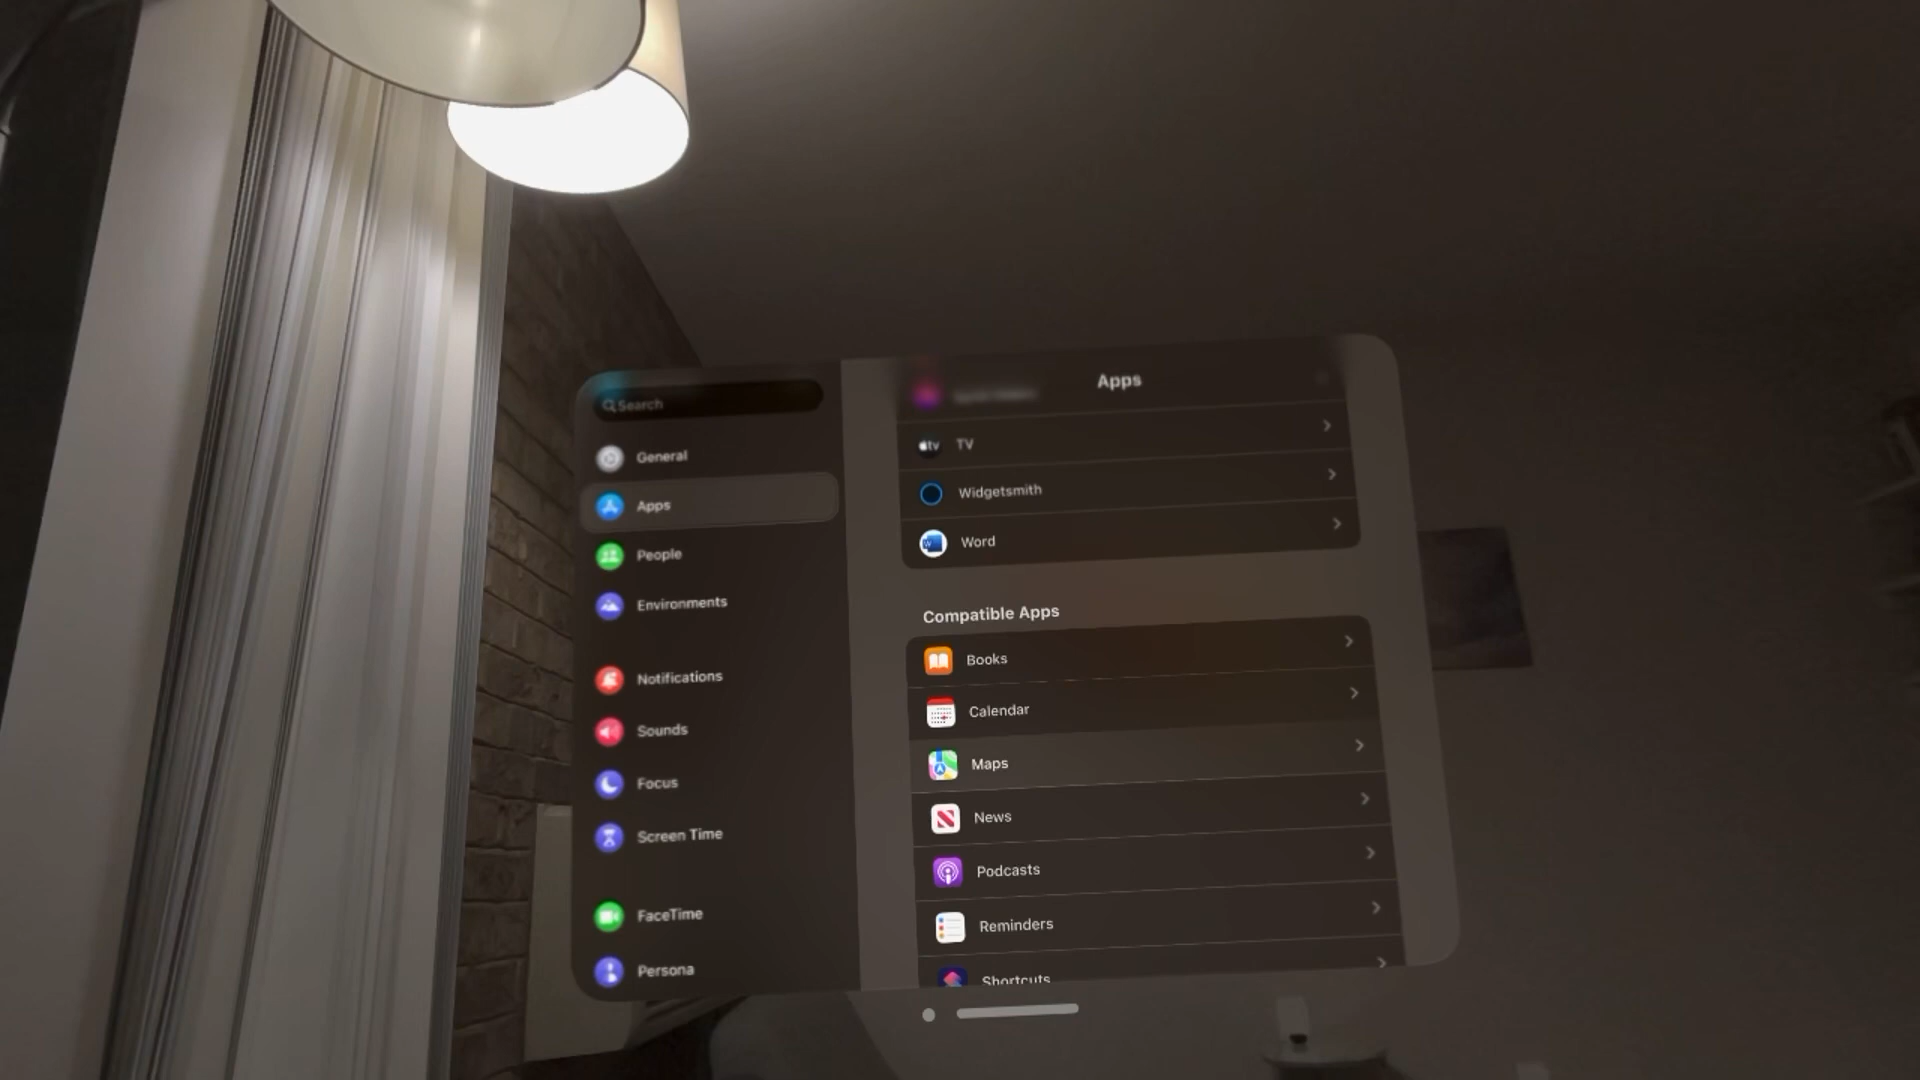 Search
General
Apps
People
Environments
Notifications
Sounds
Focus
Screen Time
FaceTime
Persona
Apps
tv TV
Widgetsmith
W Word
Compatible Apps
Books
Calendar
Maps
News
Podcasts
Reminders
Shortcuts